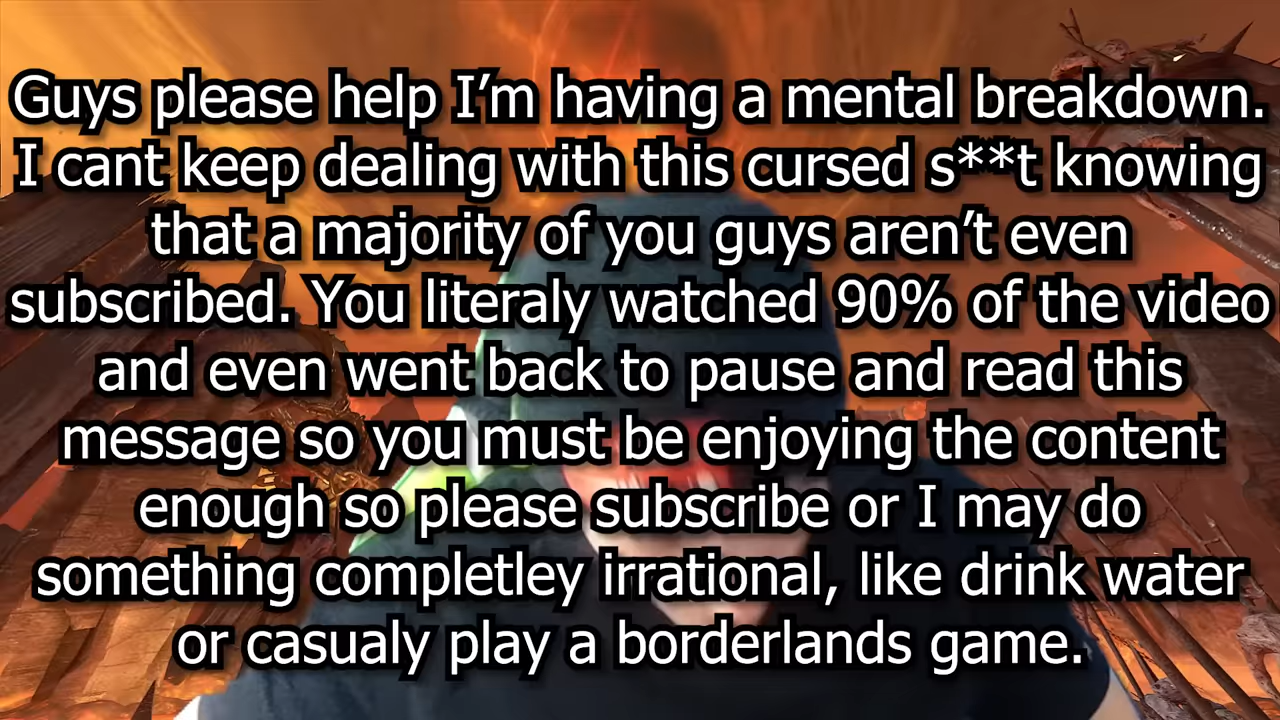 Guys please help I’m having a mental breakdown.
I cant keep dealing with this cursed s**t knowing
that a majority of you guys aren’t even
subscribed. You literaly watched 90% of the video
and even went back to pause and read this
message so you must be enjoying the content
enough so please subscribe or I may do
something completley irrational, like drink water
or casualy play a borderlands game.